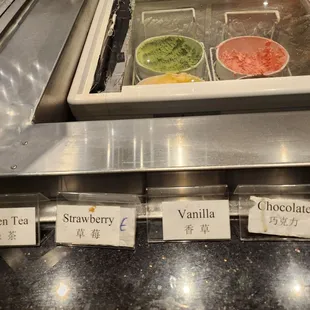 en Tea
茶
Strawberry
草莓
E
Vanilla
香草
Chocolate
巧克力